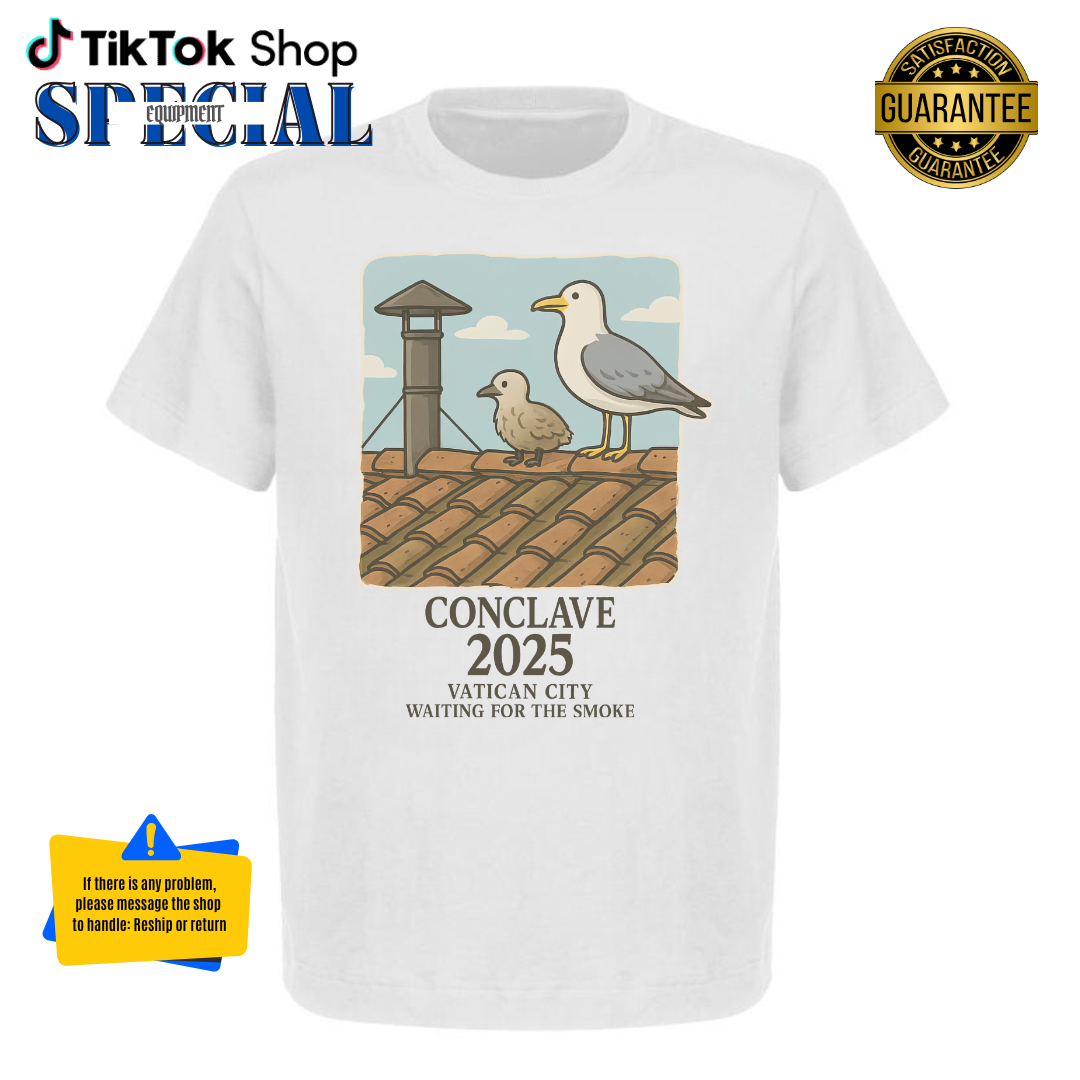 TikTok Shop
SPECIAL
EQUIPMENT
SATISFACTION
GUARANTEE
GUARANTEE
CONCLAVE
2025
VATICAN CITY
WAITING FOR THE SMOKE
If there is any problem,
please message the shop
to handle: Reship or return